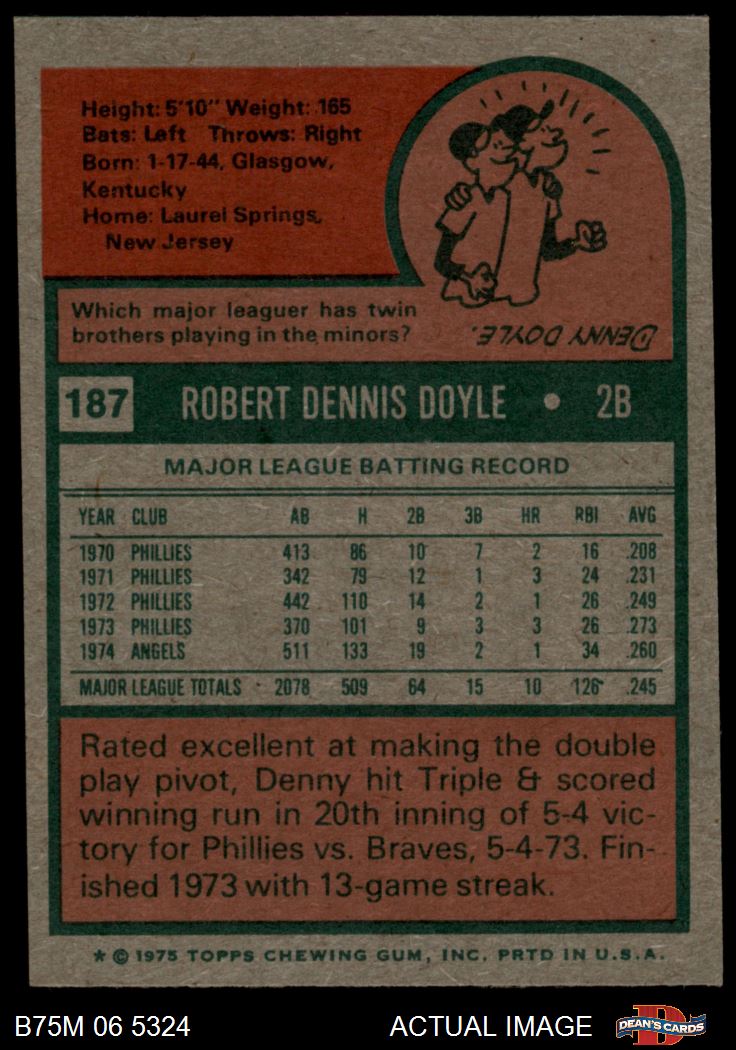 Height: 5'10" Weight: 165
Bats: Left Throws: Right
Born: 1-17-44, Glasgow,
Kentucky
Home: Laurel Springs,
New Jersey
Which major leaguer has twin
brothers playing in the minors?
DENNY DOYLE.
187 ROBERT DENNIS DOYLE • 2B
MAJOR LEAGUE BATTING RECORD
YEAR CLUB AB H 2B 3B HR RBI AVG
1970 PHILLIES 413 86 10 7 2 16 .208
1971 PHILLIES 342 79 12 1 3 24 .231
1972 PHILLIES 442 110 14 2 1 26 .249
1973 PHILLIES 370 101 9 3 3 26 .273
1974 ANGELS 511 133 19 2 1 34 .260
MAJOR LEAGUE TOTALS 2078 509 64 15 10 126 .245
Rated excellent at making the double
play pivot, Denny hit Triple & scored
winning run in 20th inning of 5-4 vic-
tory for Phillies vs. Braves, 5-4-73. Fin-
ished 1973 with 13-game streak.
* © 1975 TOPPS CHEWING GUM, INC. PRTD IN U.S.A.
B75M 06 5324 ACTUAL IMAGE D DEAN'S CARDS